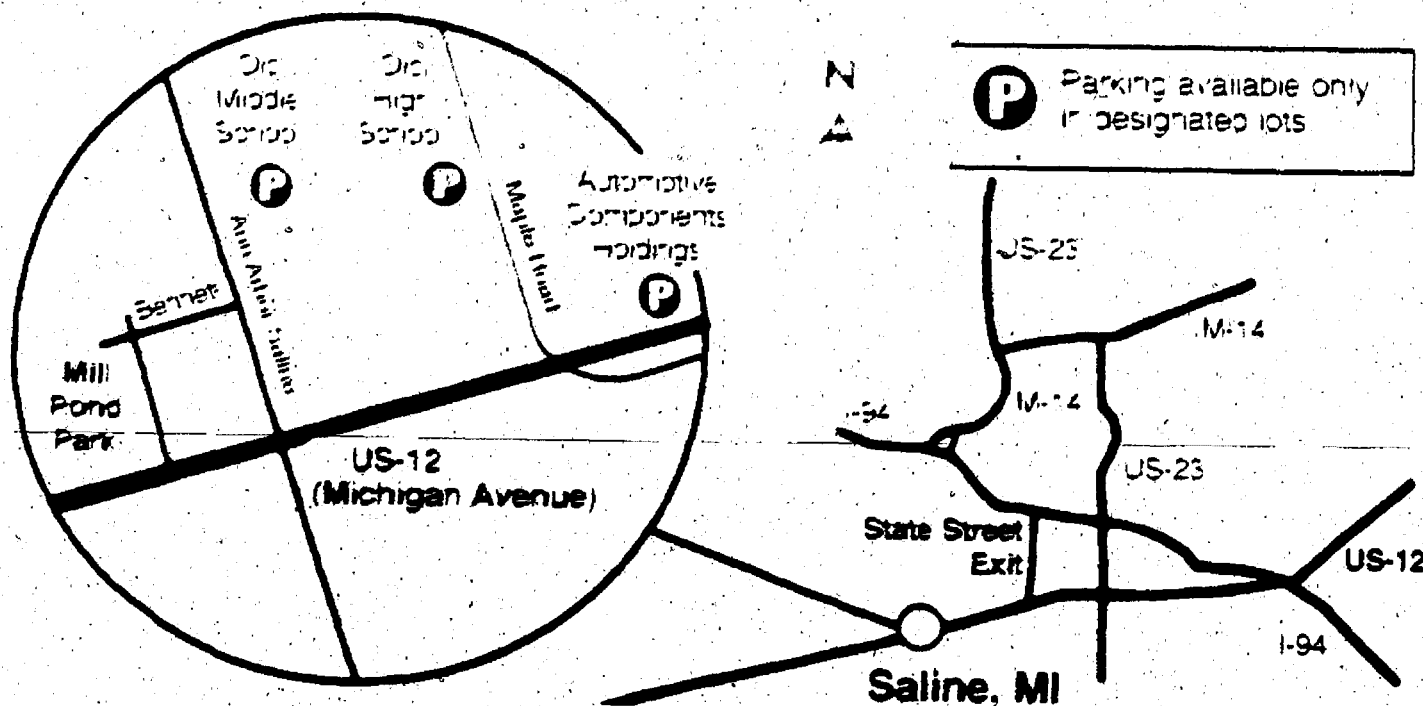 Old
Middle
School
P
Old
High
School
P
Automotive
Components
Holdings
P
Maple Road
Ann Arbor Saline
Bennett
Mill
Pond
Park
US-12
(Michigan Avenue)
N
P
Parking available only
in designated lots
US-23
M-14
I-94
M-14
US-23
State Street
Exit
US-12
I-94
Saline, MI